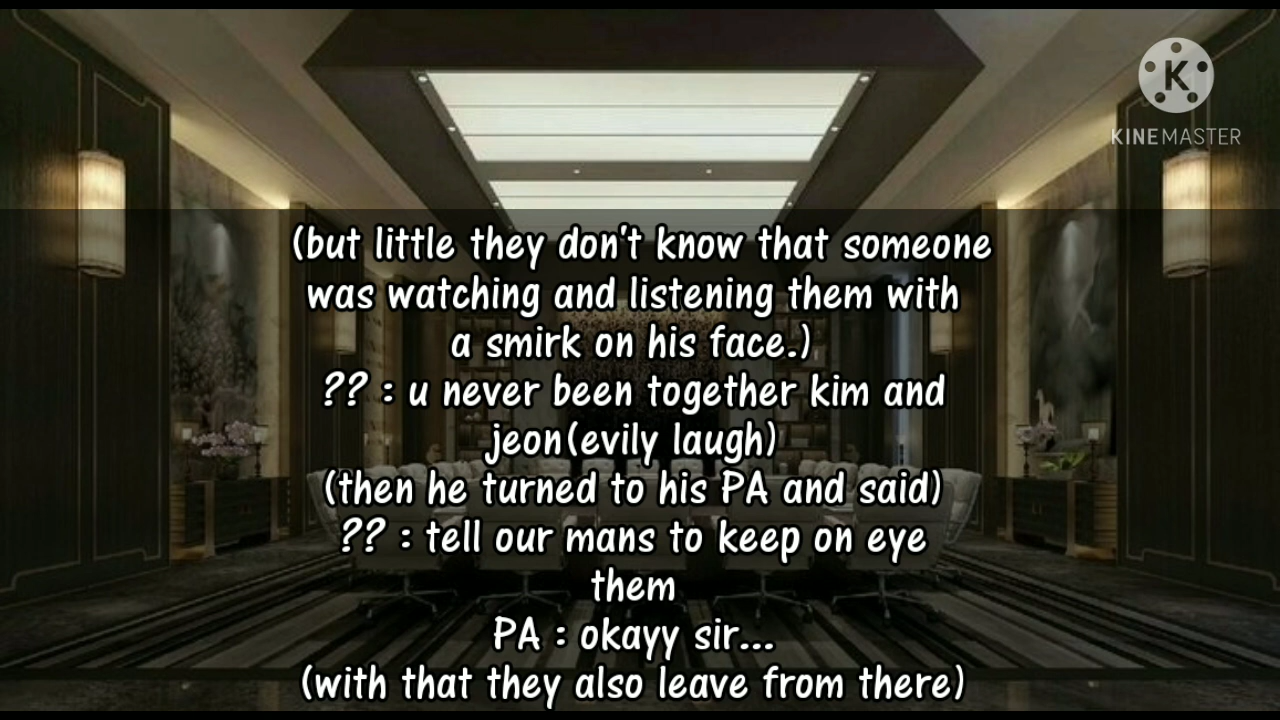 KINEMASTER
(but little they don't know that someone
was watching and listening them with
a smirk on his face.)
?? : u never been together kim and
jeon(evily laugh)
(then he turned to his PA and said)
?? : tell our mans to keep on eye
them
PA : okayy sir...
(with that they also leave from there)